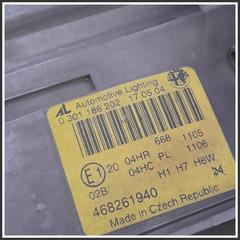 AL Automotive Lighting
0 301 186 202 17.05.04
E1 20 04HR 668 1105
04HC PL 1106
02B H1 H7 H6W
468261940
Made in Czech Republic